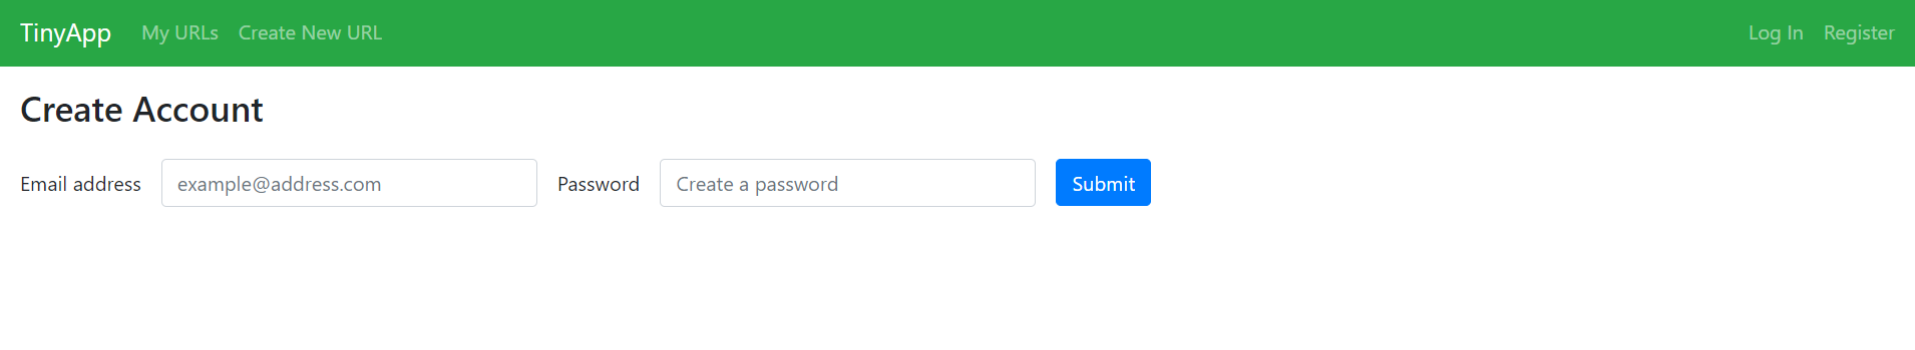 TinyApp My URLs Create New URL Log In Register
Create Account
Email address example@address.com Password Create a password Submit